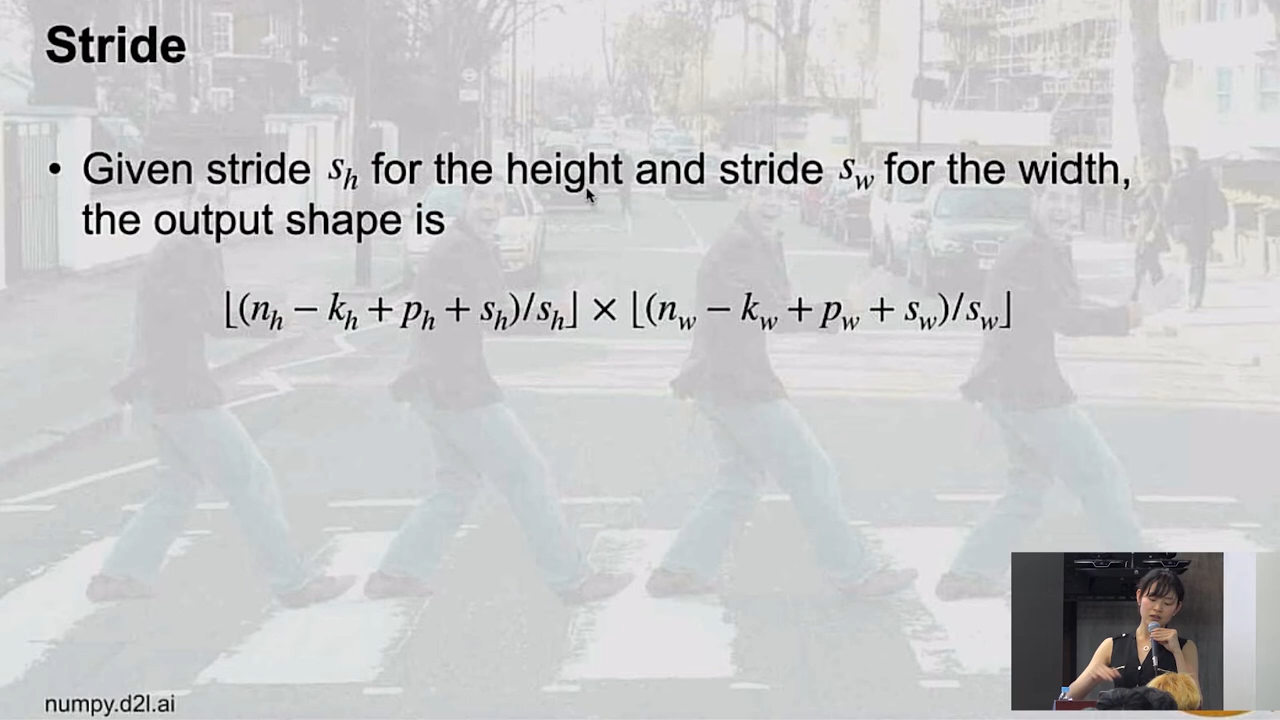 Stride
• Given stride sₕ for the height and stride s_w for the width,
the output shape is
⌊(nₕ − kₕ + pₕ + sₕ)/sₕ⌋ × ⌊(n_w − k_w + p_w + s_w)/s_w⌋
numpy.d2l.ai